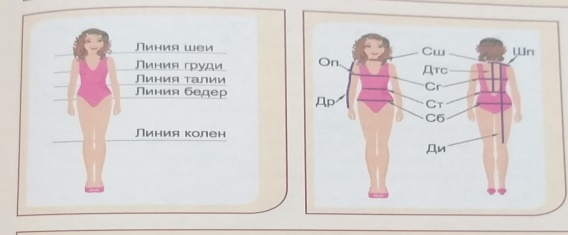 Линия шеи
Линия груди
Линия талии
Линия бедер
Линия колен
Сш
Шп
Оп
Дтс
Сг
Др
Ст
Сб
Ди